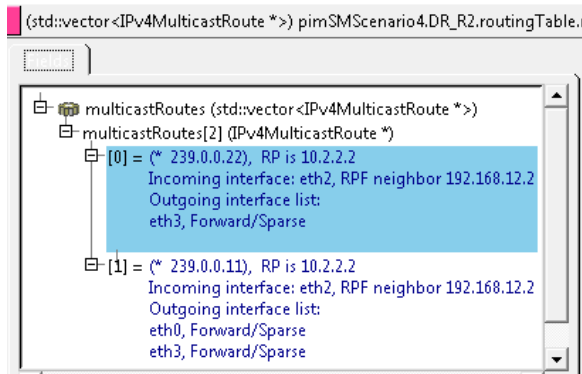 (std::vector<IPv4MulticastRoute *>) pimSMScenario4.DR_R2.routingTable.
Fields
multicastRoutes (std::vector<IPv4MulticastRoute *>)
multicastRoutes[2] (IPv4MulticastRoute *)
[0] = (* 239.0.0.22), RP is 10.2.2.2
Incoming interface: eth2, RPF neighbor 192.168.12.2
Outgoing interface list:
eth3, Forward/Sparse
[1] = (* 239.0.0.11), RP is 10.2.2.2
Incoming interface: eth2, RPF neighbor 192.168.12.2
Outgoing interface list:
eth0, Forward/Sparse
eth3, Forward/Sparse